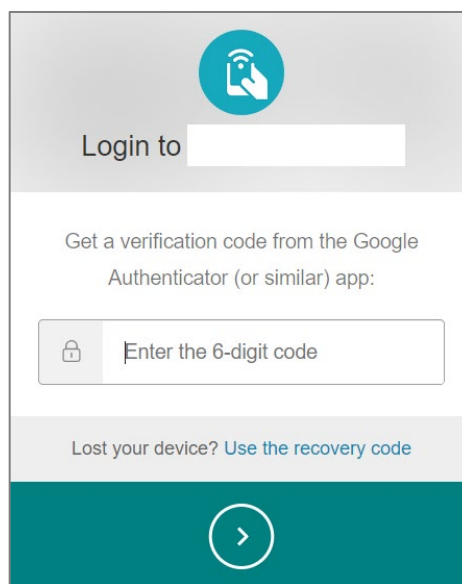 Login to
Get a verification code from the Google
Authenticator (or similar) app:
Enter the 6-digit code
Lost your device? Use the recovery code